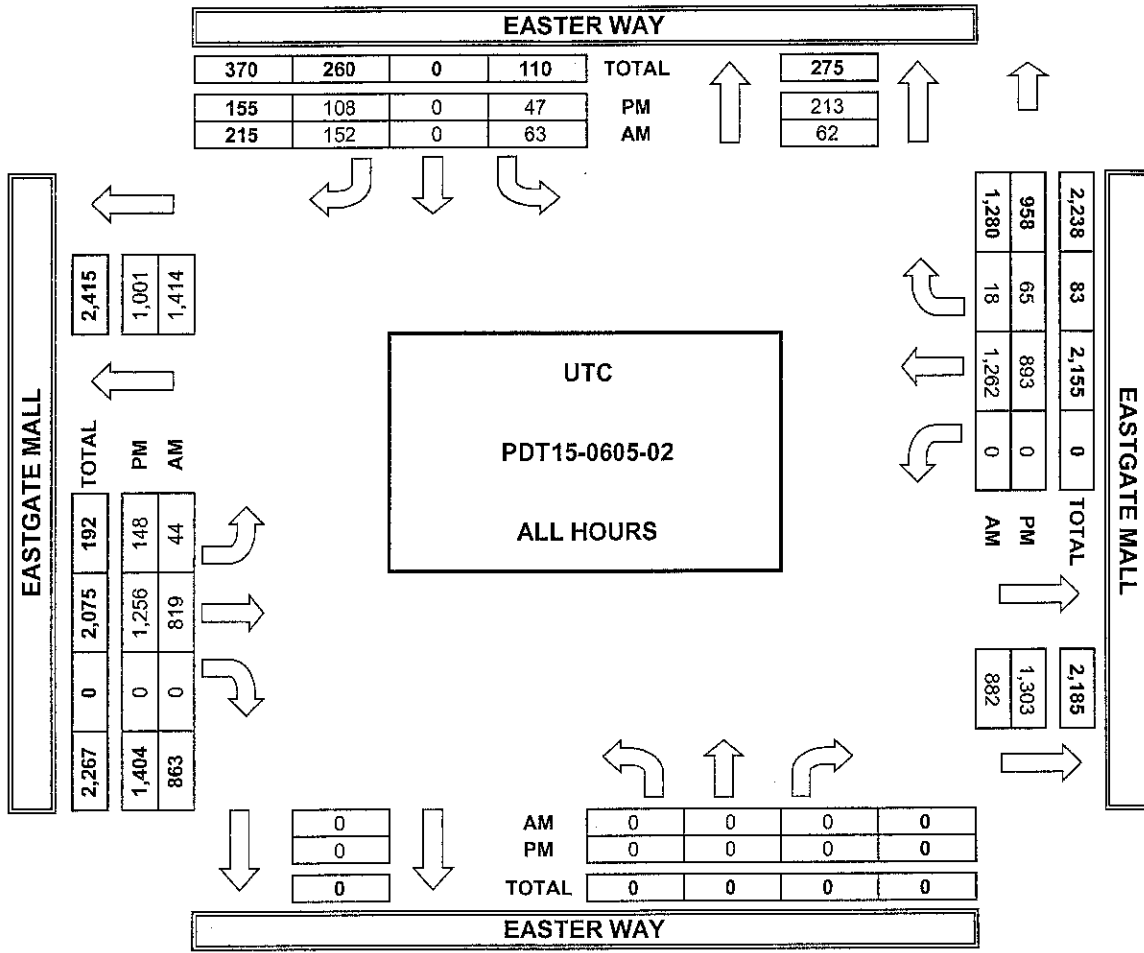 EASTER WAY
370 260 0 110 TOTAL 275
155 108 0 47 PM 213
215 152 0 63 AM 62
EASTGATE MALL
2,415
1,001
1,414
TOTAL 192 2,075 0 2,267
PM 148 1,256 0 1,404
AM 44 819 0 863
UTC
PDT15-0605-02
ALL HOURS
2,238 83 2,155 0 TOTAL
958 65 893 0 PM
1,280 18 1,262 0 AM
2,185
1,303
882
EASTGATE MALL
0 AM 0 0 0 0
0 PM 0 0 0 0
0 TOTAL 0 0 0 0
EASTER WAY